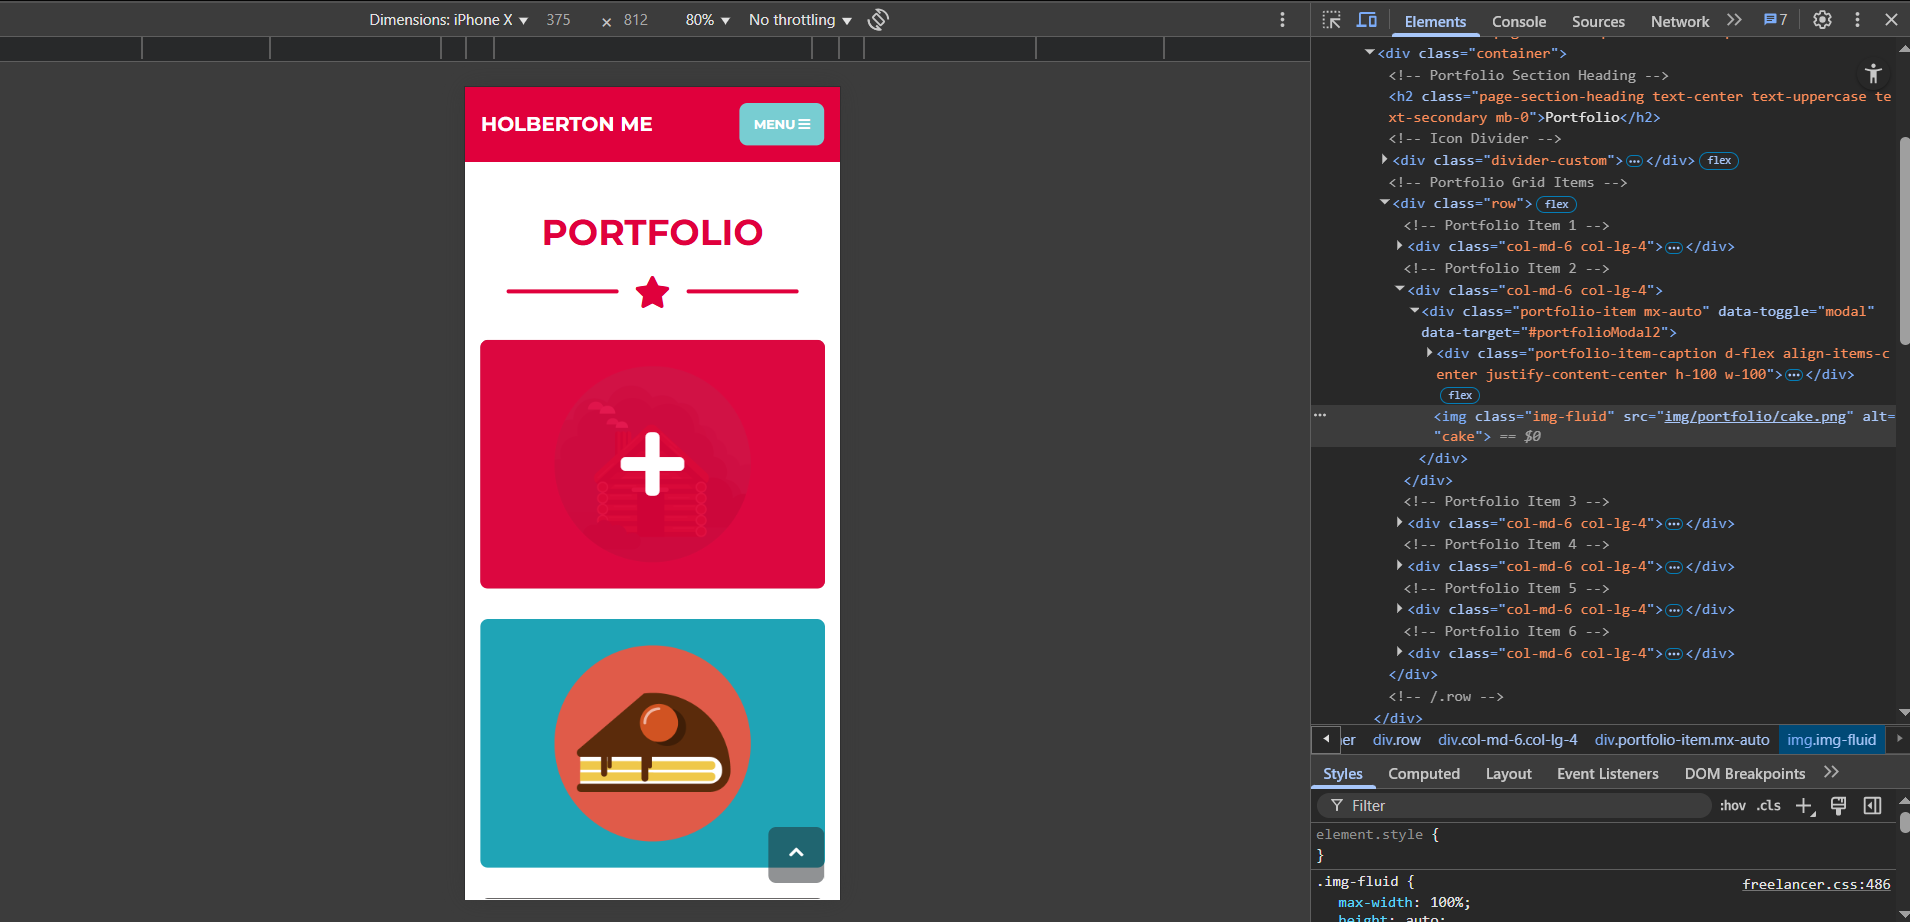 Dimensions: iPhone X ▼ 375 × 812 80% ▼ No throttling ▼
Elements Console Sources Network 7
HOLBERTON ME
MENU
PORTFOLIO
<div class="container">
<!-- Portfolio Section Heading -->
<h2 class="page-section-heading text-center text-uppercase te
xt-secondary mb-0">Portfolio</h2>
<!-- Icon Divider -->
<div class="divider-custom">…</div> flex
<!-- Portfolio Grid Items -->
<div class="row"> flex
<!-- Portfolio Item 1 -->
<div class="col-md-6 col-lg-4">…</div>
<!-- Portfolio Item 2 -->
<div class="col-md-6 col-lg-4">
<div class="portfolio-item mx-auto" data-toggle="modal"
data-target="#portfolioModal2">
<div class="portfolio-item-caption d-flex align-items-c
enter justify-content-center h-100 w-100">…</div>
flex
<img class="img-fluid" src="img/portfolio/cake.png" alt=
"cake"> == $0
</div>
</div>
<!-- Portfolio Item 3 -->
<div class="col-md-6 col-lg-4">…</div>
<!-- Portfolio Item 4 -->
<div class="col-md-6 col-lg-4">…</div>
<!-- Portfolio Item 5 -->
<div class="col-md-6 col-lg-4">…</div>
<!-- Portfolio Item 6 -->
<div class="col-md-6 col-lg-4">…</div>
</div>
<!-- /.row -->
</div>
er div.row div.col-md-6.col-lg-4 div.portfolio-item.mx-auto img.img-fluid
Styles Computed Layout Event Listeners DOM Breakpoints
Filter :hov .cls
element.style {
}
.img-fluid { freelancer.css:486
max-width: 100%;
height: auto;